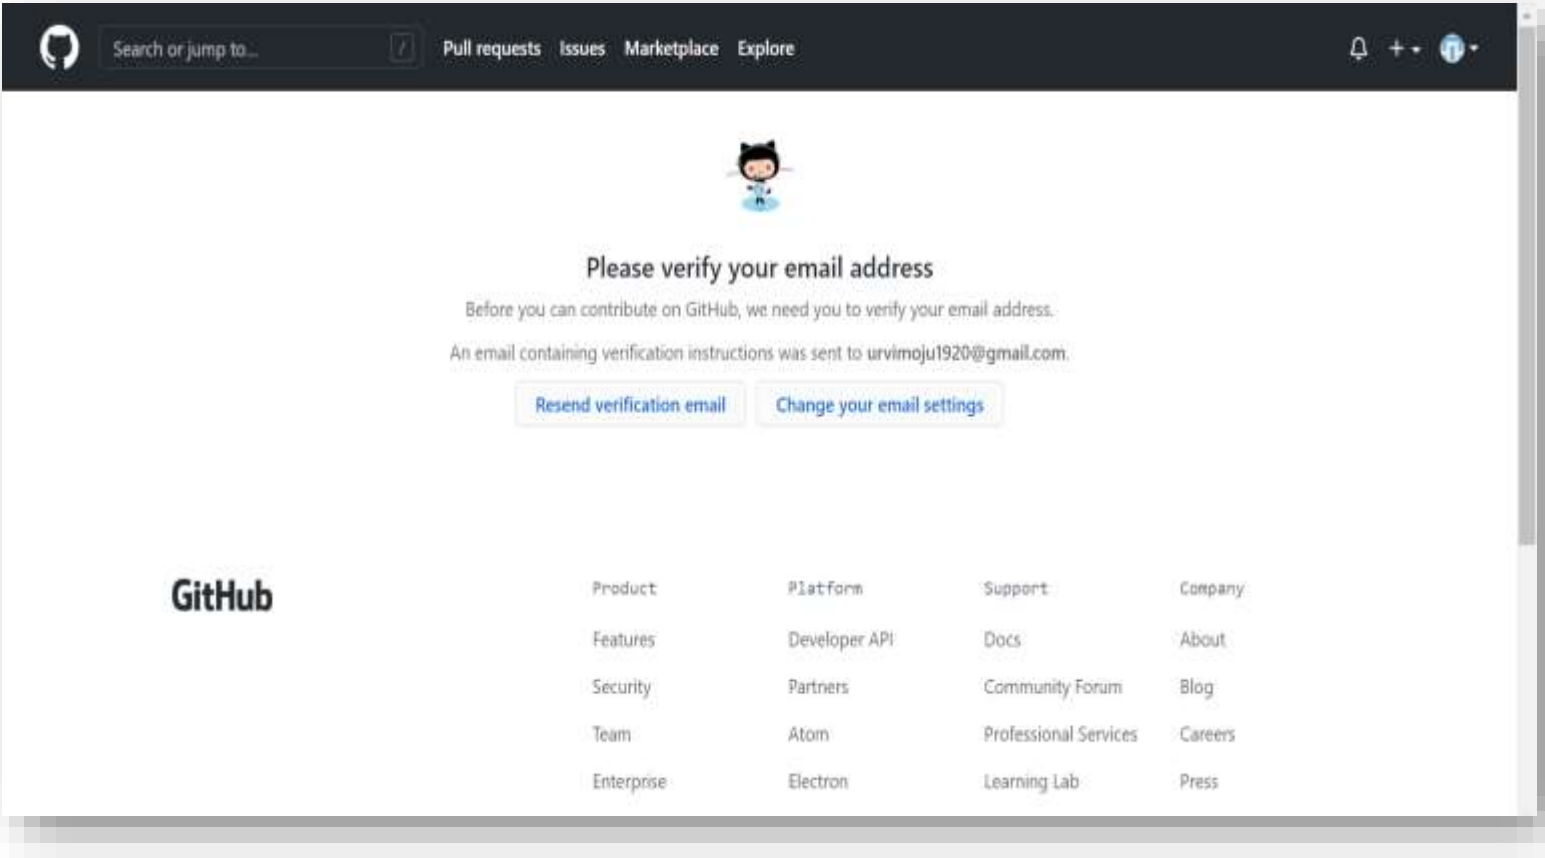 Search or jump to...
/
Pull requests Issues Marketplace Explore
Please verify your email address
Before you can contribute on GitHub, we need you to verify your email address.
An email containing verification instructions was sent to urvimoju1920@gmail.com.
Resend verification email Change your email settings
GitHub
Product Platform Support Company
Features Developer API Docs About
Security Partners Community Forum Blog
Team Atom Professional Services Careers
Enterprise Electron Learning Lab Press